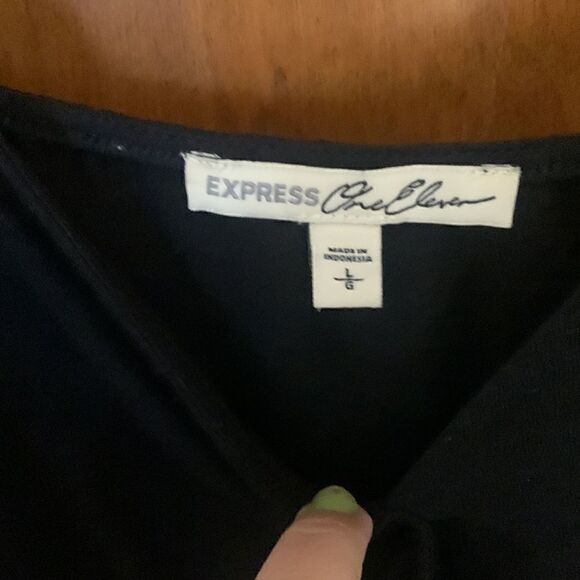 EXPRESS One Eleven
MADE IN
INDONESIA
L
G